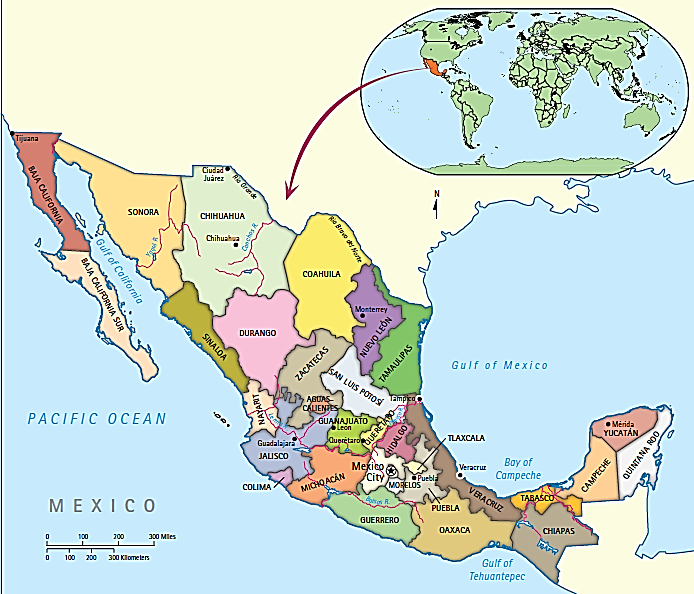 N
Tijuana
BAJA CALIFORNIA
SONORA
Yaqui R.
Gulf of California
BAJA CALIFORNIA SUR
Ciudad
Juárez
Rio Grande
CHIHUAHUA
Chihuahua
Conchos R.
Rio Bravo del Norte
COAHUILA
Monterrey
NUEVO LEÓN
TAMAULIPAS
SINALOA
DURANGO
ZACATECAS
SAN LUIS POTOSÍ
Gulf of Mexico
PACIFIC OCEAN
NAYARIT
AGUAS-
CALIENTES
Tampico
GUANAJUATO
León
Querétaro
QUERÉTARO
HIDALGO
TLAXCALA
Guadalajara
JALISCO
COLIMA
MICHOACÁN
Mexico
City
MORELOS
Puebla
PUEBLA
Veracruz
VERACRUZ
Balsas R.
GUERRERO
OAXACA
Bay of
Campeche
TABASCO
CHIAPAS
Mérida
YUCATÁN
CAMPECHE
QUINTANA ROO
Gulf of
Tehuantepec
MEXICO
0 100 200 300 Miles
0 100 200 300 Kilometers